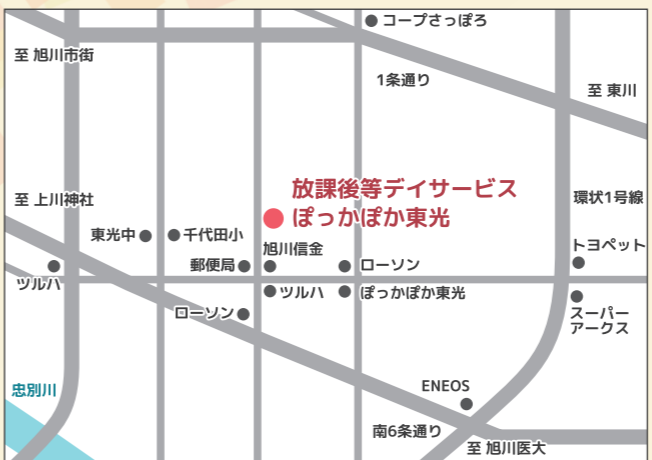 コープさっぽろ
至 旭川市街
1条通り
至 東川
放課後等デイサービス
ぽっかぽか東光
至 上川神社
環状1号線
東光中
千代田小
旭川信金
トヨペット
郵便局
ローソン
ツルハ
ツルハ
ぽっかぽか東光
ローソン
スーパー
アークス
忠別川
ENEOS
南6条通り
至 旭川医大